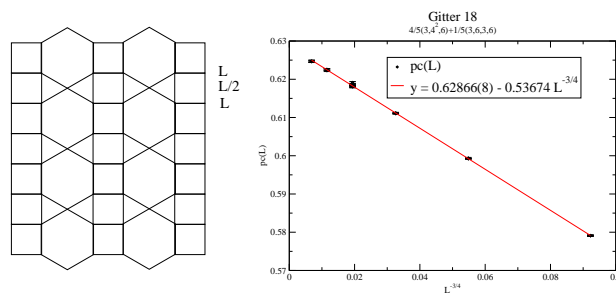 L
L/2
L
Gitter 18
4/5(3,4²,6)+1/5(3,6,3,6)
0.63
0.62
0.61
0.6
0.59
0.58
0.57
pc(L)
pc(L)
y = 0.62866(8) - 0.53674 L^-3/4
0 0.02 0.04 0.06 0.08 0.1
L^-3/4